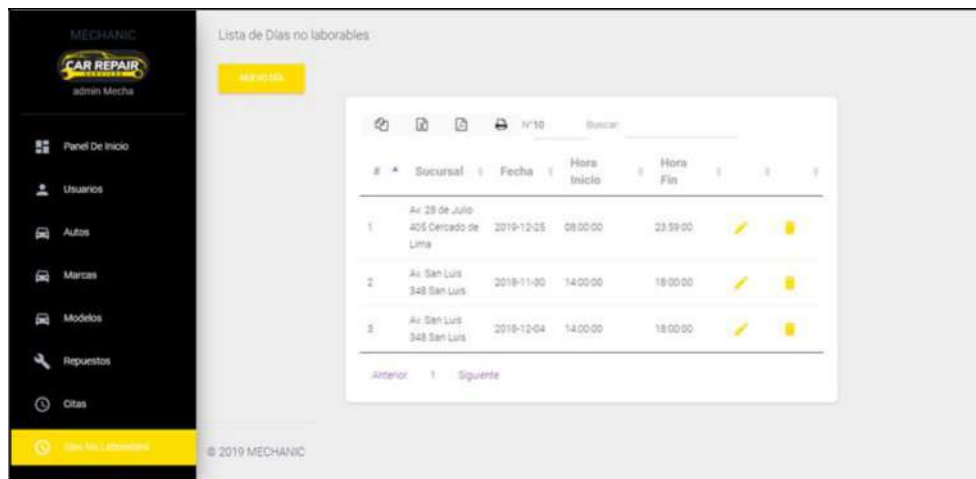 MECHANIC
CAR REPAIR
SERVICES
admin Mecha
Panel De Inicio
Usuarios
Autos
Marcas
Modelos
Repuestos
Citas
Días No Laborables
Lista de Días no laborables
NUEVO DÍA
N°10 Buscar:
# Sucursal Fecha Hora Inicio Hora Fin
1 Av. 28 de Julio 405 Cercado de Lima 2019-12-25 08:00:00 23:59:00
2 Av. San Luis 348 San Luis 2018-11-30 14:00:00 18:00:00
3 Av. San Luis 348 San Luis 2018-12-04 14:00:00 18:00:00
Anterior 1 Siguiente
© 2019 MECHANIC